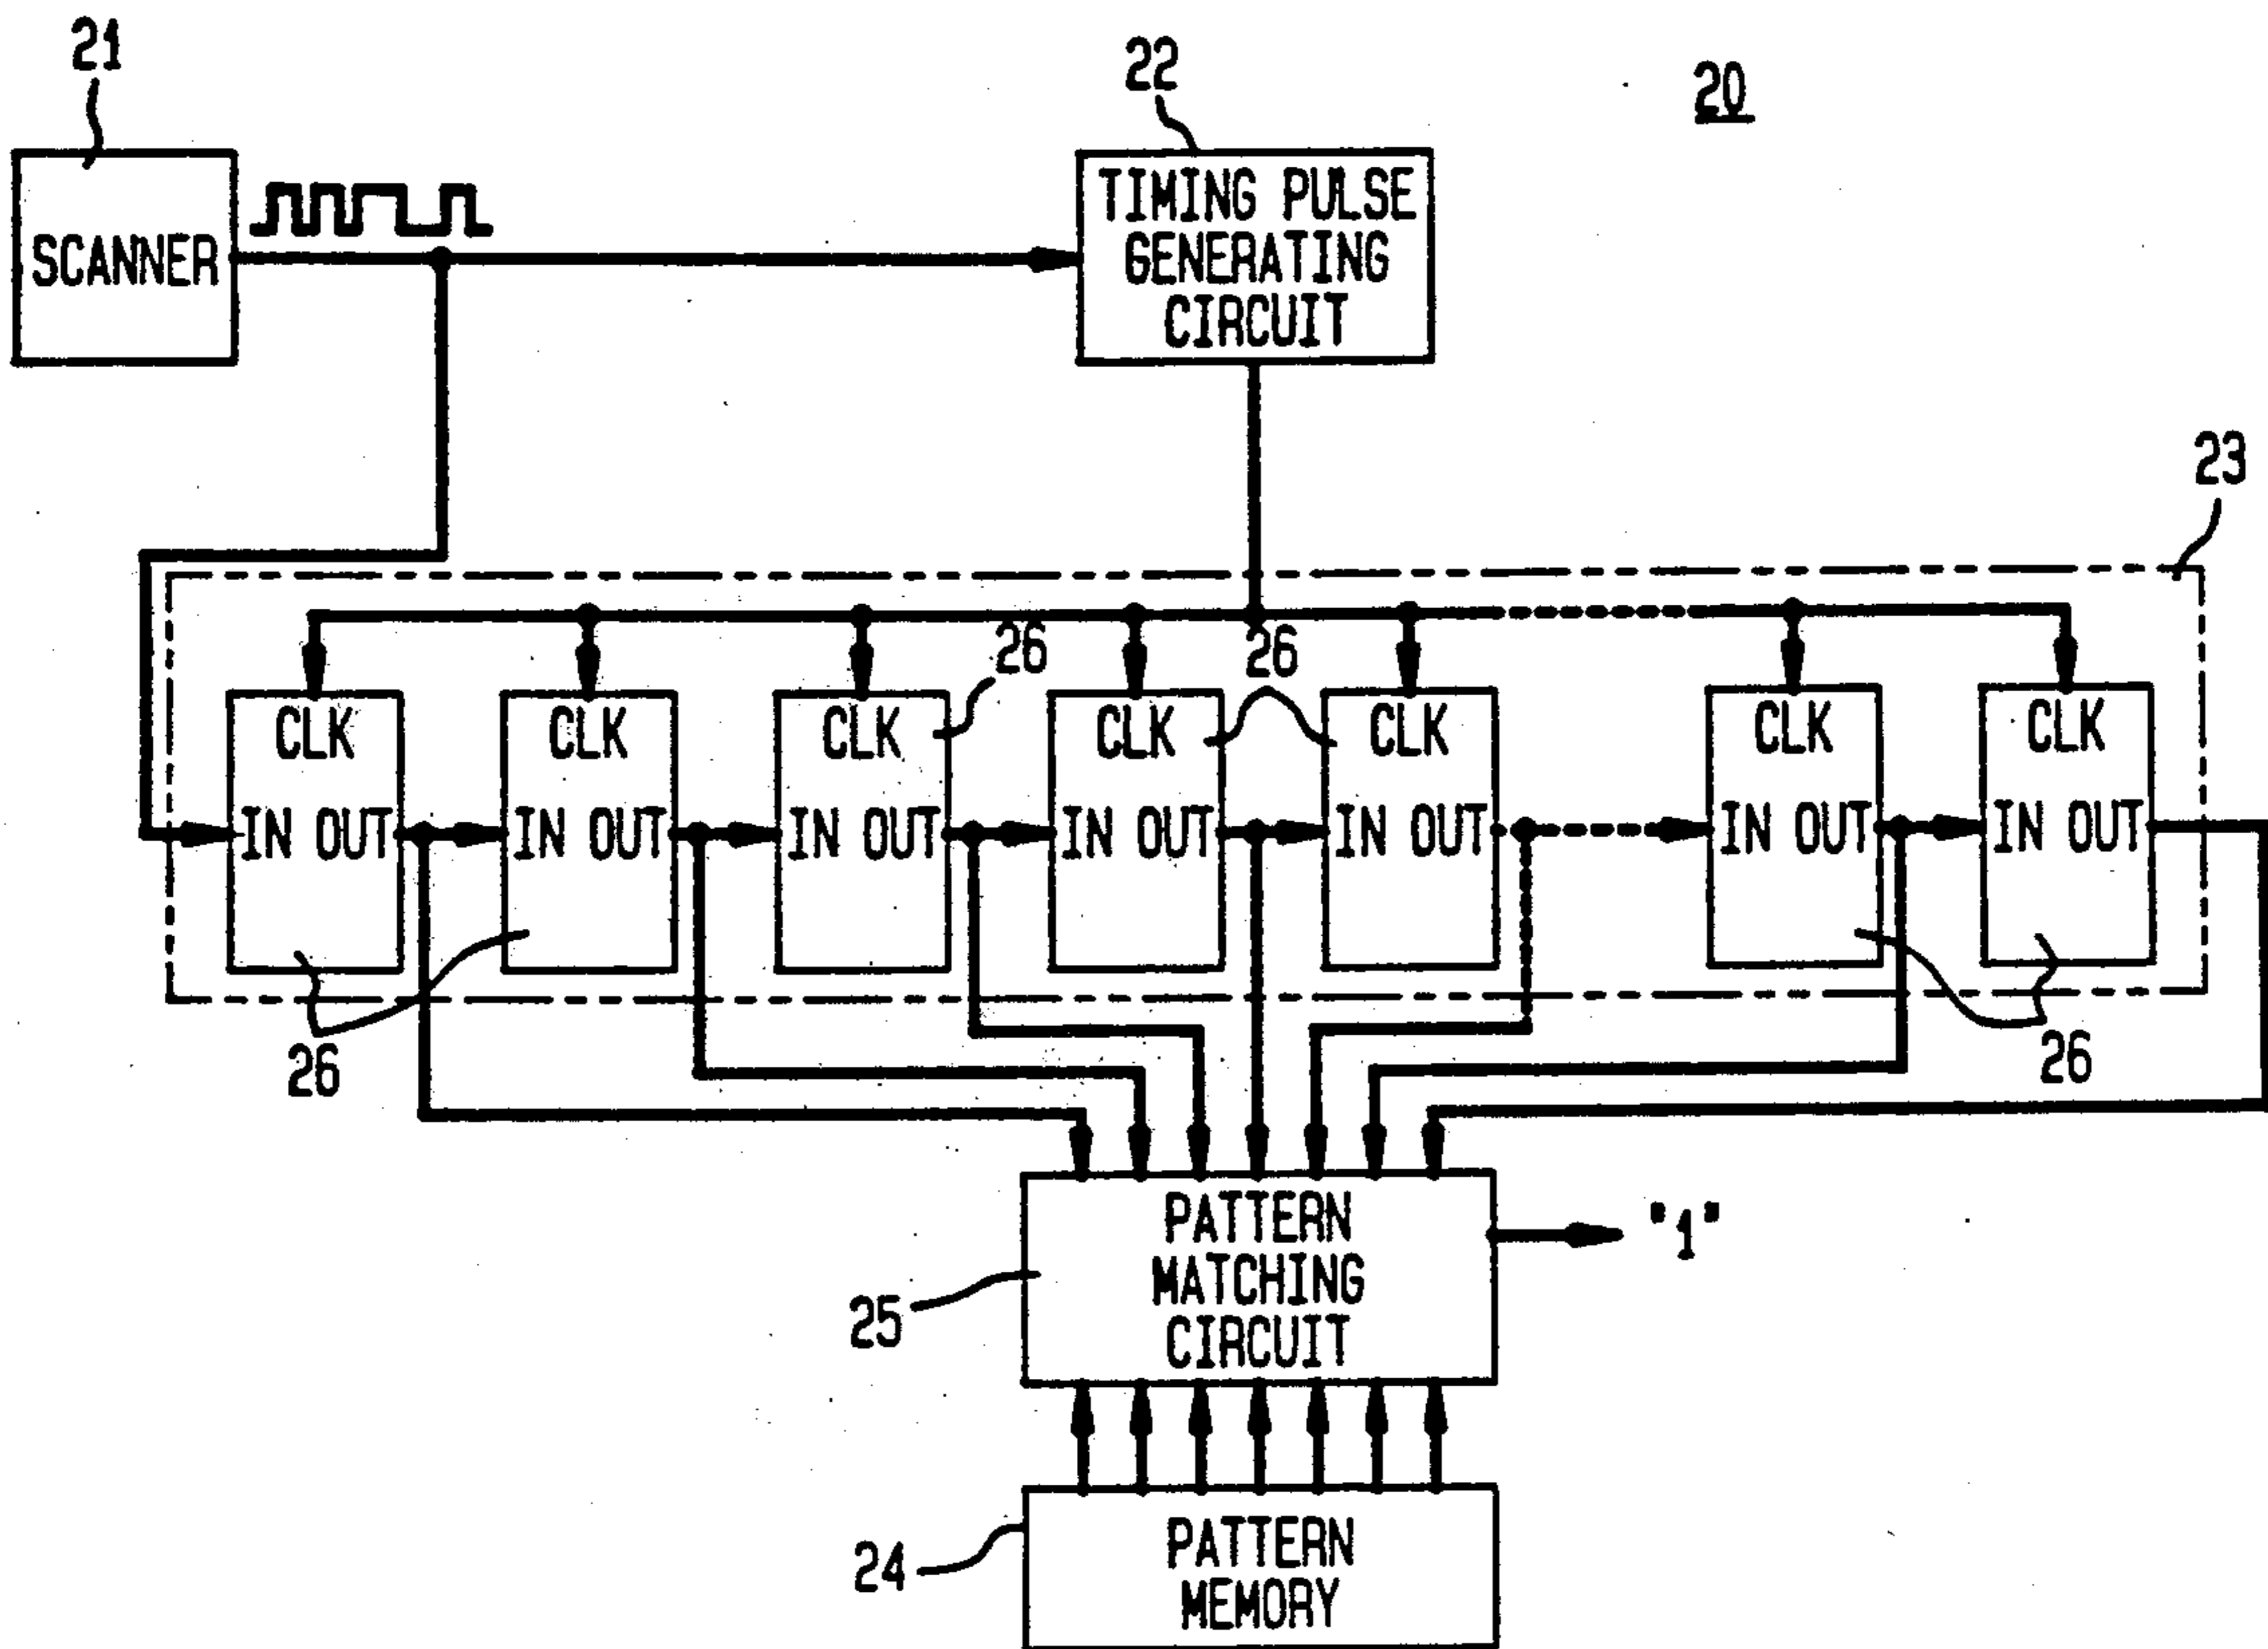 21
22
20
SCANNER
TIMING PULSE
GENERATING
CIRCUIT
23
26
26
CLK
CLK
CLK
CLK
CLK
CLK
CLK
IN OUT
IN OUT
IN OUT
IN OUT
IN OUT
IN OUT
IN OUT
26
26
PATTERN
MATCHING
CIRCUIT
"1"
25
PATTERN
MEMORY
24